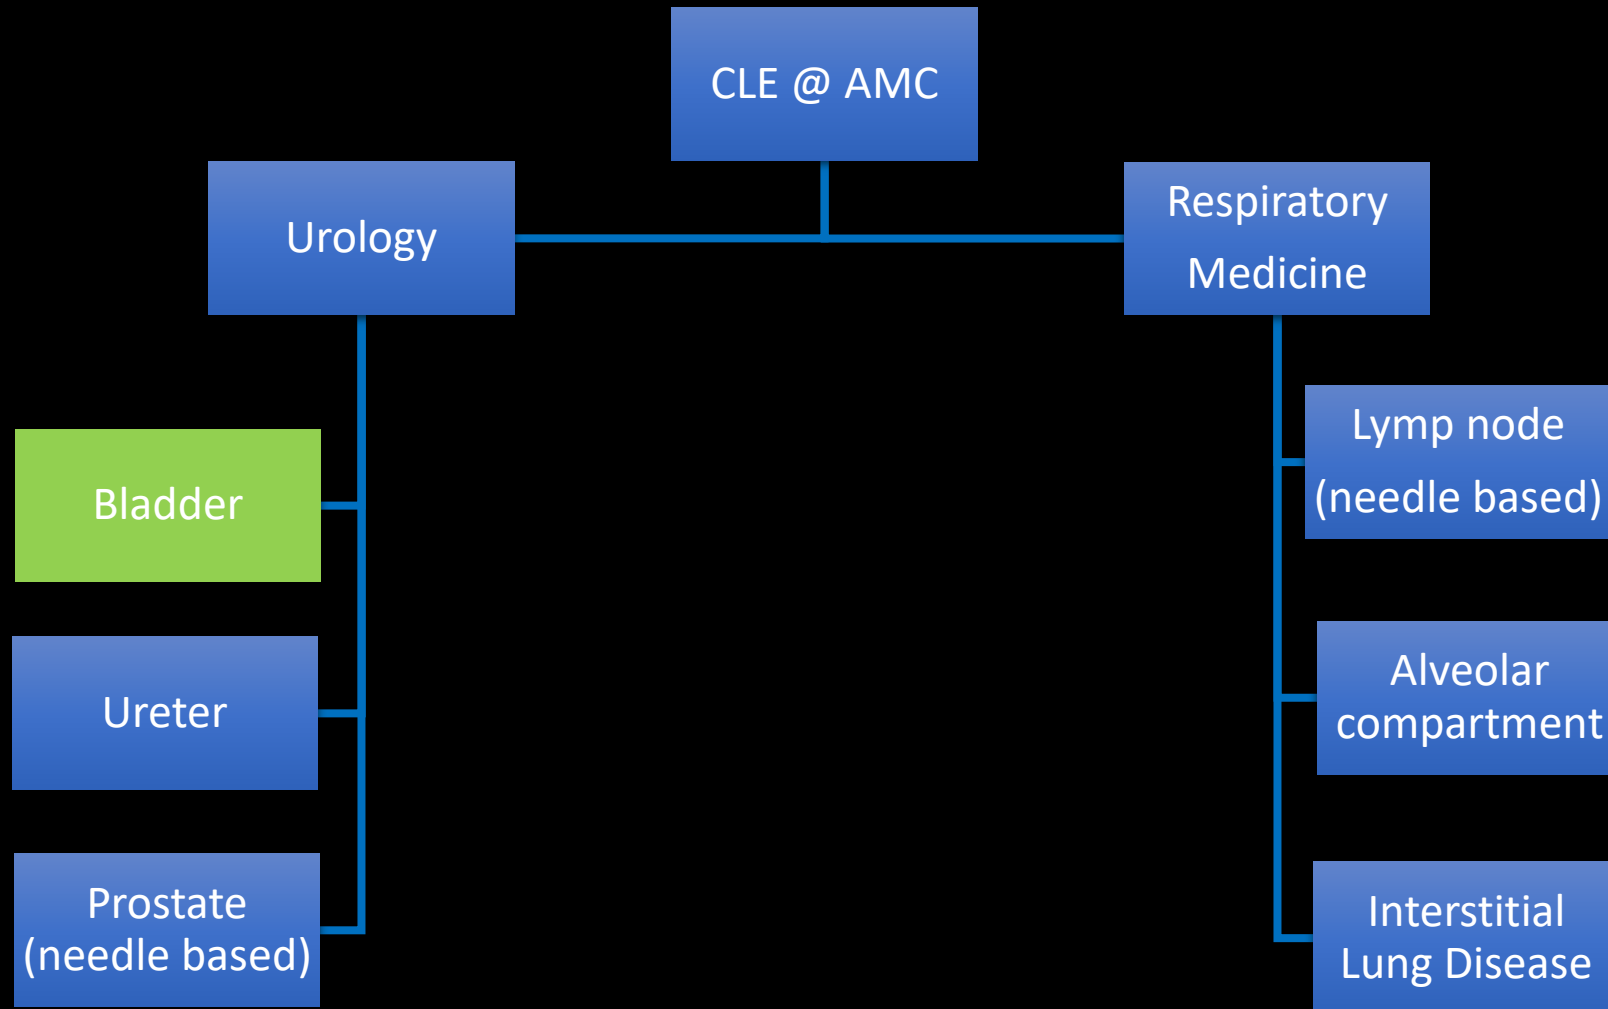 CLE @ AMC
Urology
Respiratory
Medicine
Bladder
Ureter
Prostate
(needle based)
Lymp node
(needle based)
Alveolar
compartment
Interstitial
Lung Disease